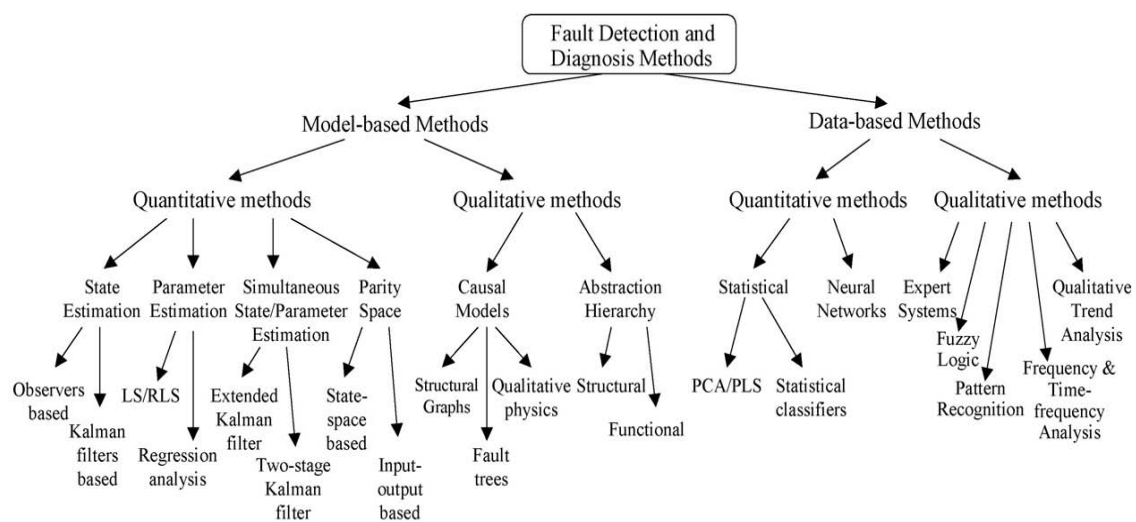 Fault Detection and
Diagnosis Methods
Model-based Methods
Data-based Methods
Quantitative methods
Qualitative methods
Quantitative methods
Qualitative methods
State
Estimation
Parameter
Estimation
Simultaneous
State/Parameter
Estimation
Parity
Space
Causal
Models
Abstraction
Hierarchy
Statistical
Neural
Networks
Expert
Systems
Fuzzy
Logic
Pattern
Recognition
Frequency &
Time-
frequency
Analysis
Qualitative
Trend
Analysis
Observers
based
Kalman
filters
based
LS/RLS
Regression
analysis
Extended
Kalman
filter
Two-stage
Kalman
filter
State-
space
based
Input-
output
based
Structural
Graphs
Fault
trees
Qualitative
physics
Structural
Functional
PCA/PLS
Statistical
classifiers